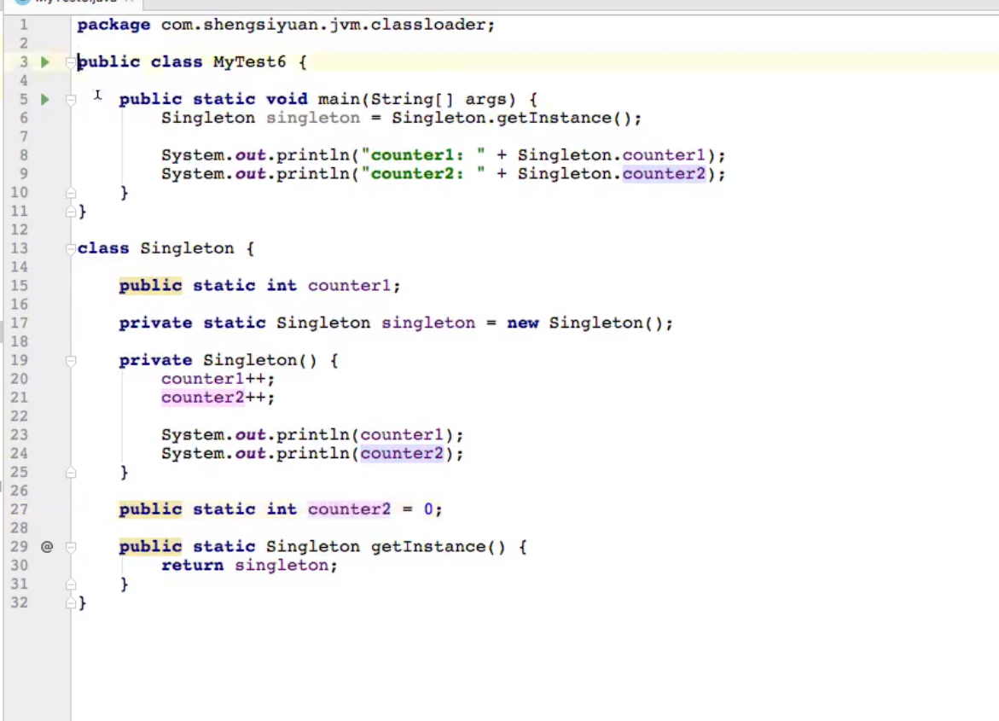 MyTest6.java
1 package com.shengsiyuan.jvm.classloader;
2
3 public class MyTest6 {
4
5 public static void main(String[] args) {
6 Singleton singleton = Singleton.getInstance();
7
8 System.out.println("counter1: " + Singleton.counter1);
9 System.out.println("counter2: " + Singleton.counter2);
10 }
11 }
12
13 class Singleton {
14
15 public static int counter1;
16
17 private static Singleton singleton = new Singleton();
18
19 private Singleton() {
20 counter1++;
21 counter2++;
22
23 System.out.println(counter1);
24 System.out.println(counter2);
25 }
26
27 public static int counter2 = 0;
28
29 @ public static Singleton getInstance() {
30 return singleton;
31 }
32 }